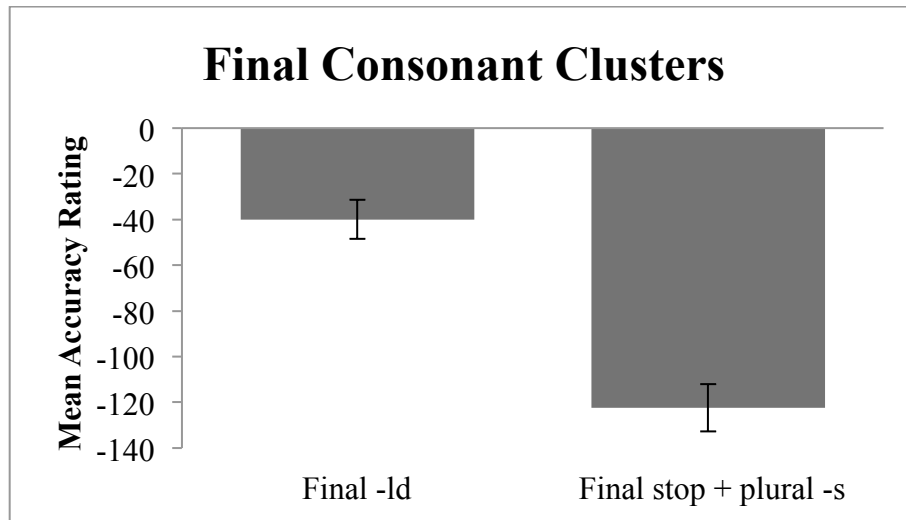 Final Consonant Clusters
Mean Accuracy Rating
0
-20
-40
-60
-80
-100
-120
-140
Final -ld
Final stop + plural -s